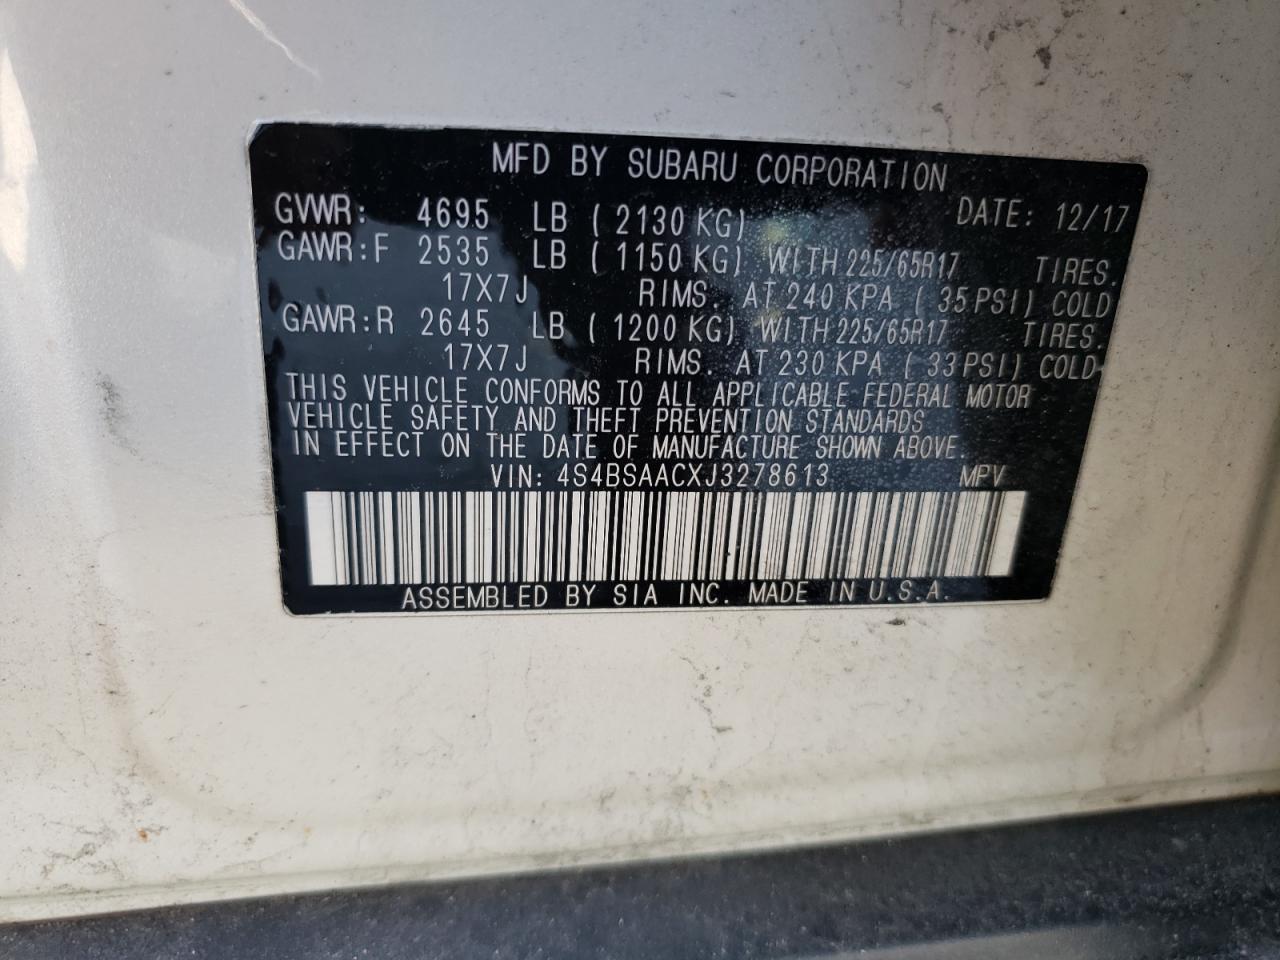 MFD BY SUBARU CORPORATION
GVWR: 4695 LB ( 2130 KG) DATE: 12/17
GAWR:F 2535 LB ( 1150 KG) WITH 225/65R17 TIRES.
17X7J RIMS. AT 240 KPA ( 35 PSI) COLD
GAWR:R 2645 LB ( 1200 KG) WITH 225/65R17 TIRES.
17X7J RIMS. AT 230 KPA ( 33 PSI) COLD
THIS VEHICLE CONFORMS TO ALL APPLICABLE FEDERAL MOTOR
VEHICLE SAFETY AND THEFT PREVENTION STANDARDS
IN EFFECT ON THE DATE OF MANUFACTURE SHOWN ABOVE.
VIN: 4S4BSAACXJ3278613 MPV
ASSEMBLED BY SIA INC. MADE IN U.S.A.